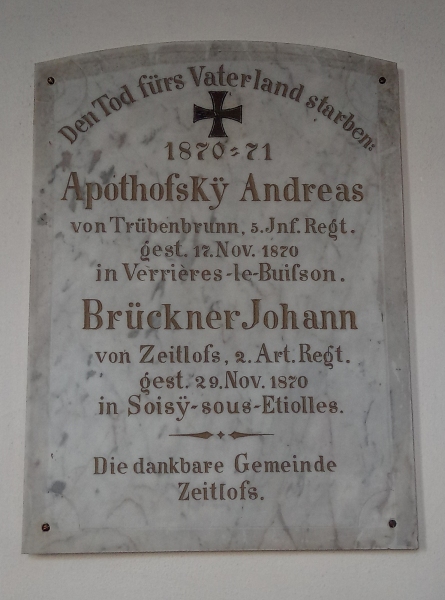 Den Tod fürs Vaterland starben:
1870-71
Apothofskÿ Andreas
von Trübenbrunn, 5. Inf. Regt.
gest. 17. Nov. 1870
in Verrières-le-Buiſson.
Brückner Johann
von Zeitlofs, 2. Art. Regt.
gest. 29. Nov. 1870
in Soisÿ-sous-Etiolles.
Die dankbare Gemeinde
Zeitlofs.